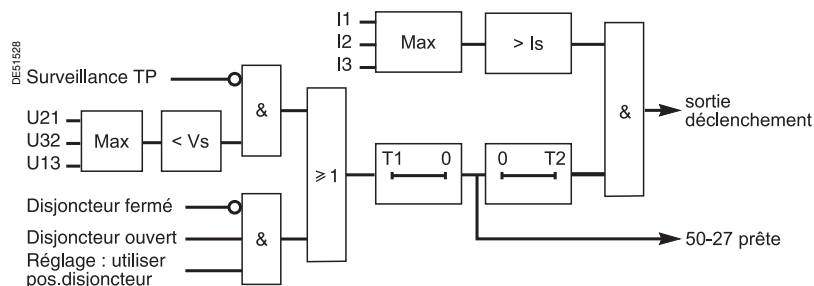 DE51528
I1
I2
I3
Max
> Is
Surveillance TP
&
U21
U32
U13
Max
< Vs
≥1
T1 0
0 T2
&
sortie
déclenchement
Disjoncteur fermé
Disjoncteur ouvert
&
Réglage : utiliser
pos.disjoncteur
50-27 prête